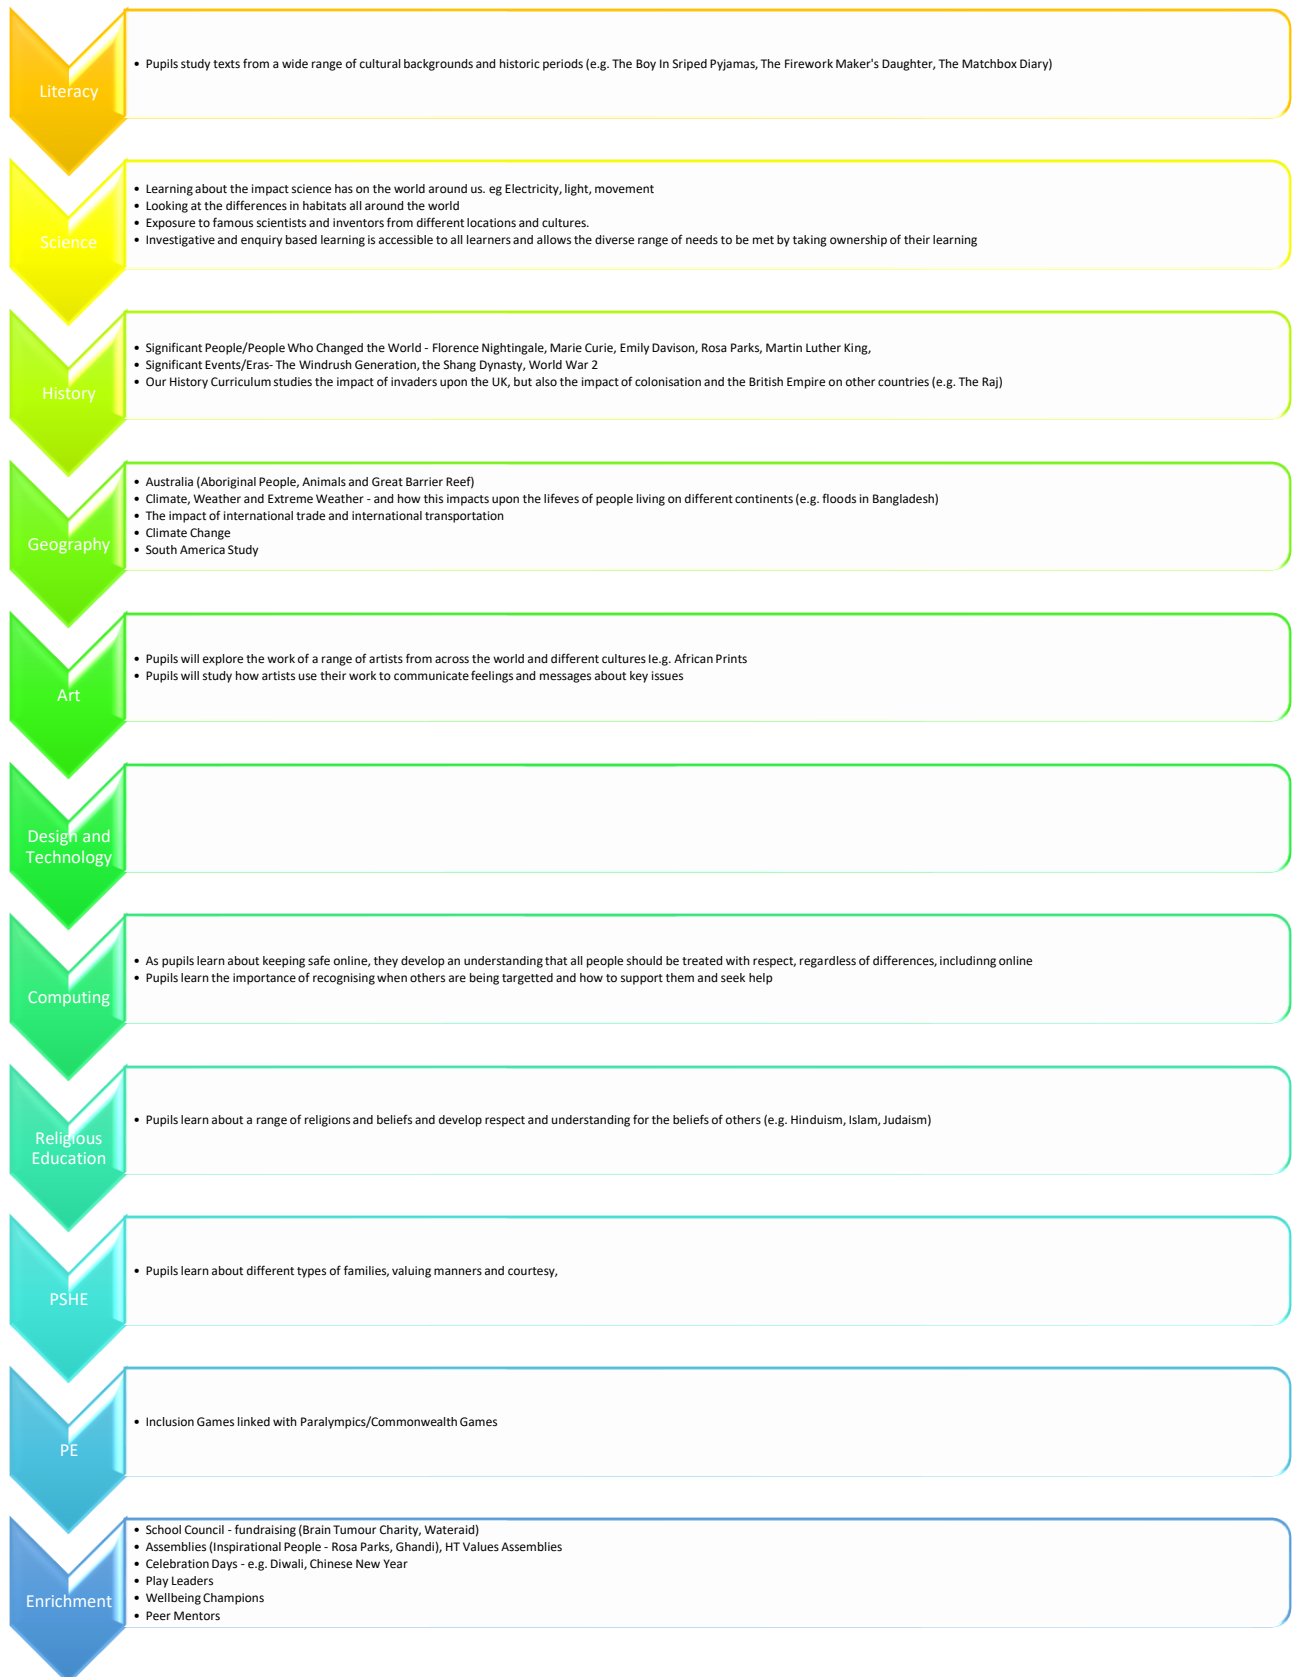 Literacy
• Pupils study texts from a wide range of cultural backgrounds and historic periods (e.g. The Boy In Sriped Pyjamas, The Firework Maker's Daughter, The Matchbox Diary)
Science
• Learning about the impact science has on the world around us. eg Electricity, light, movement
• Looking at the differences in habitats all around the world
• Exposure to famous scientists and inventors from different locations and cultures.
• Investigative and enquiry based learning is accessible to all learners and allows the diverse range of needs to be met by taking ownership of their learning
History
• Significant People/People Who Changed the World - Florence Nightingale, Marie Curie, Emily Davison, Rosa Parks, Martin Luther King,
• Significant Events/Eras- The Windrush Generation, the Shang Dynasty, World War 2
• Our History Curriculum studies the impact of invaders upon the UK, but also the impact of colonisation and the British Empire on other countries (e.g. The Raj)
Geography
• Australia (Aboriginal People, Animals and Great Barrier Reef)
• Climate, Weather and Extreme Weather - and how this impacts upon the lifeves of people living on different continents (e.g. floods in Bangladesh)
• The impact of international trade and international transportation
• Climate Change
• South America Study
Art
• Pupils will explore the work of a range of artists from across the world and different cultures Ie.g. African Prints
• Pupils will study how artists use their work to communicate feelings and messages about key issues
Design and
Technology
Computing
• As pupils learn about keeping safe online, they develop an understanding that all people should be treated with respect, regardless of differences, includinng online
• Pupils learn the importance of recognising when others are being targetted and how to support them and seek help
Religious
Education
• Pupils learn about a range of religions and beliefs and develop respect and understanding for the beliefs of others (e.g. Hinduism, Islam, Judaism)
PSHE
• Pupils learn about different types of families, valuing manners and courtesy,
PE
• Inclusion Games linked with Paralympics/Commonwealth Games
Enrichment
• School Council - fundraising (Brain Tumour Charity, Wateraid)
• Assemblies (Inspirational People - Rosa Parks, Ghandi), HT Values Assemblies
• Celebration Days - e.g. Diwali, Chinese New Year
• Play Leaders
• Wellbeing Champions
• Peer Mentors